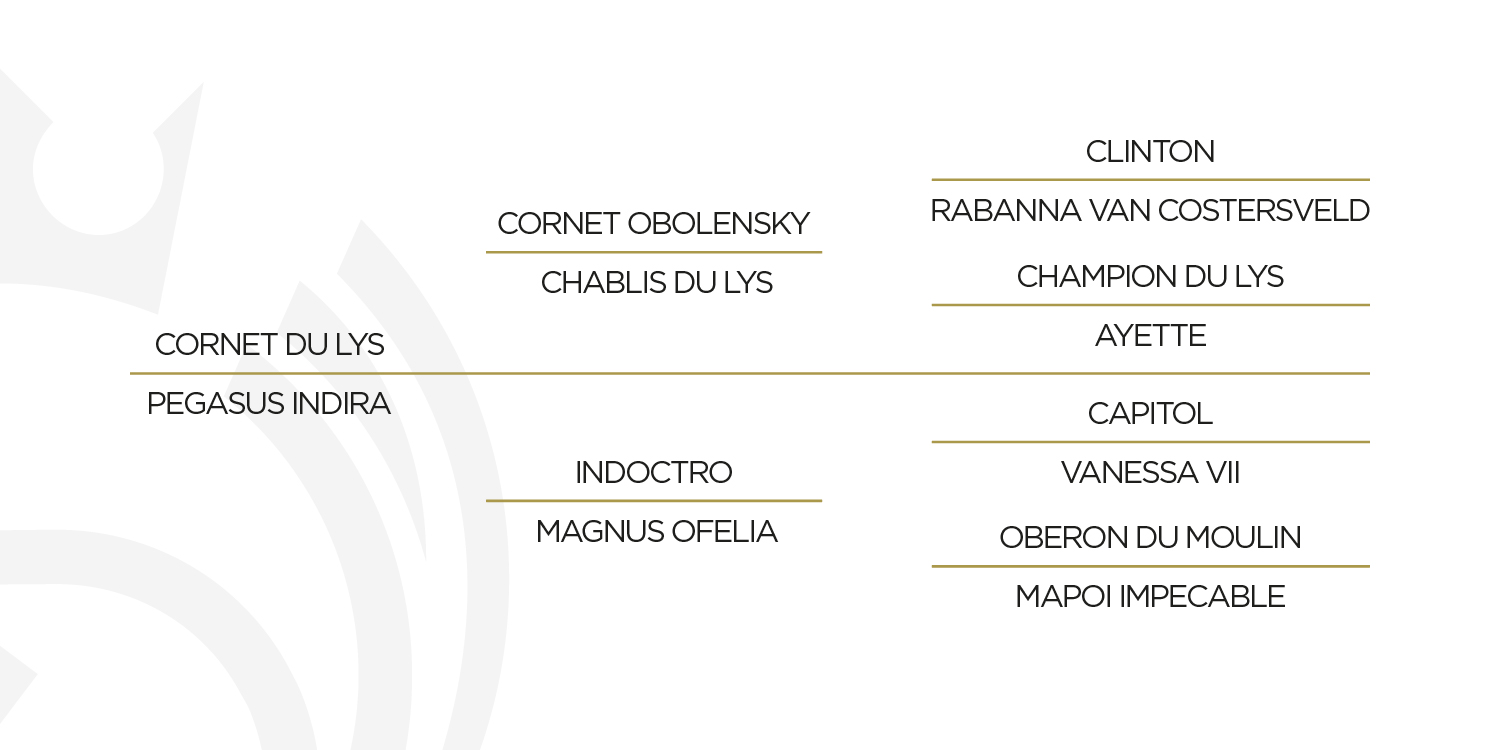 CLINTON
RABANNA VAN COSTERSVELD
CORNET OBOLENSKY
CHABLIS DU LYS
CHAMPION DU LYS
AYETTE
CORNET DU LYS
PEGASUS INDIRA
CAPITOL
VANESSA VII
INDOCTRO
MAGNUS OFELIA
OBERON DU MOULIN
MAPOI IMPECABLE